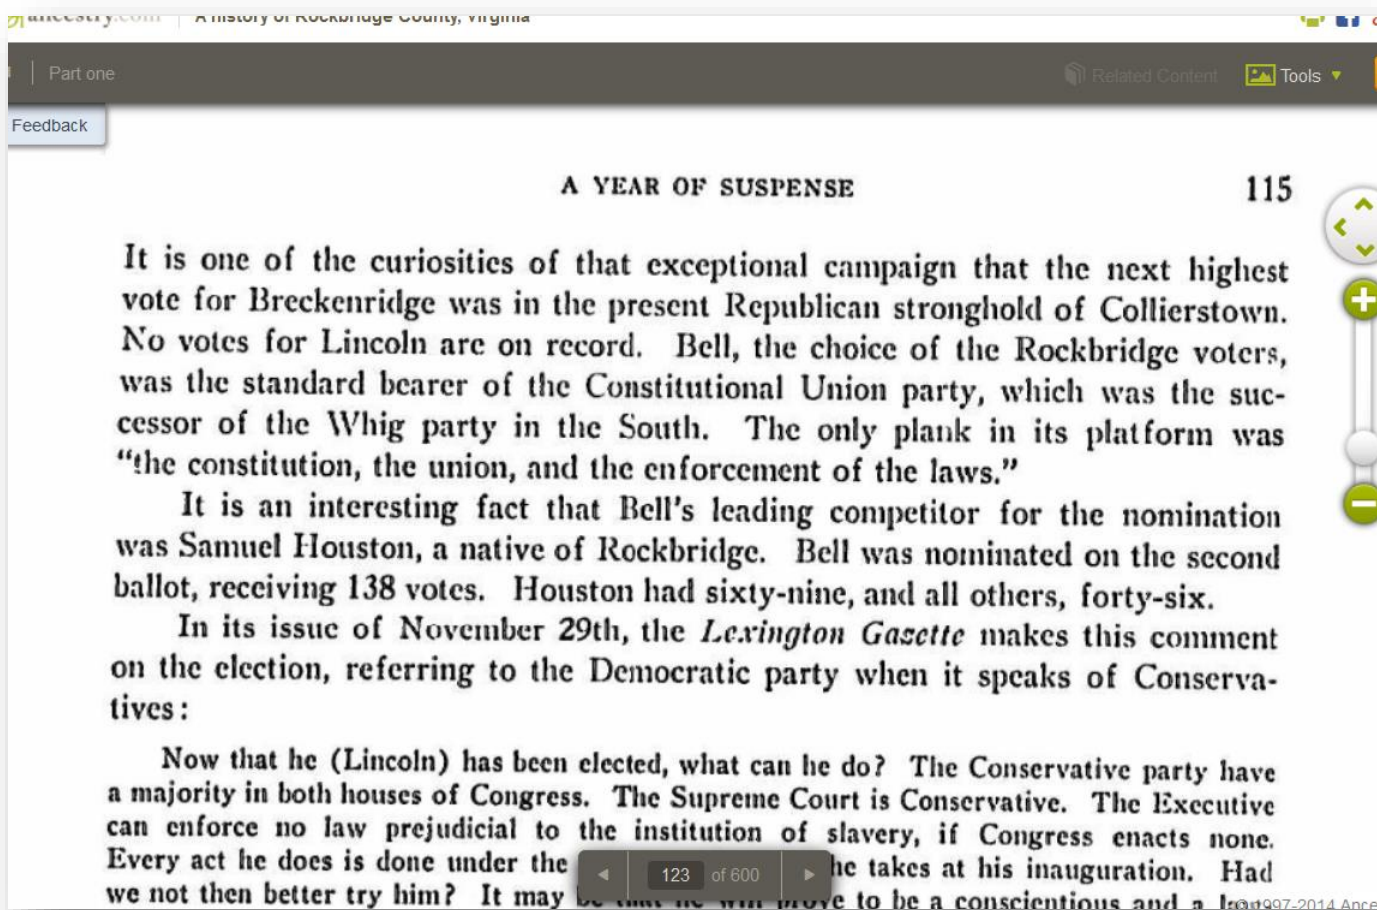 ancestry.com | A history of Rockbridge County, Virginia
Part one
Related Content
Tools
Feedback
A YEAR OF SUSPENSE 115
It is one of the curiosities of that exceptional campaign that the next highest
vote for Breckenridge was in the present Republican stronghold of Collierstown.
No votes for Lincoln are on record. Bell, the choice of the Rockbridge voters,
was the standard bearer of the Constitutional Union party, which was the suc-
cessor of the Whig party in the South. The only plank in its platform was
"the constitution, the union, and the enforcement of the laws."
It is an interesting fact that Bell's leading competitor for the nomination
was Samuel Houston, a native of Rockbridge. Bell was nominated on the second
ballot, receiving 138 votes. Houston had sixty-nine, and all others, forty-six.
In its issue of November 29th, the Lexington Gazette makes this comment
on the election, referring to the Democratic party when it speaks of Conserva-
tives:
Now that he (Lincoln) has been elected, what can he do? The Conservative party have
a majority in both houses of Congress. The Supreme Court is Conservative. The Executive
can enforce no law prejudicial to the institution of slavery, if Congress enacts none.
Every act he does is done under the he takes at his inauguration. Had
we not then better try him? It may be that he will prove to be a conscientious and a
123 of 600
1997-2014 Ance